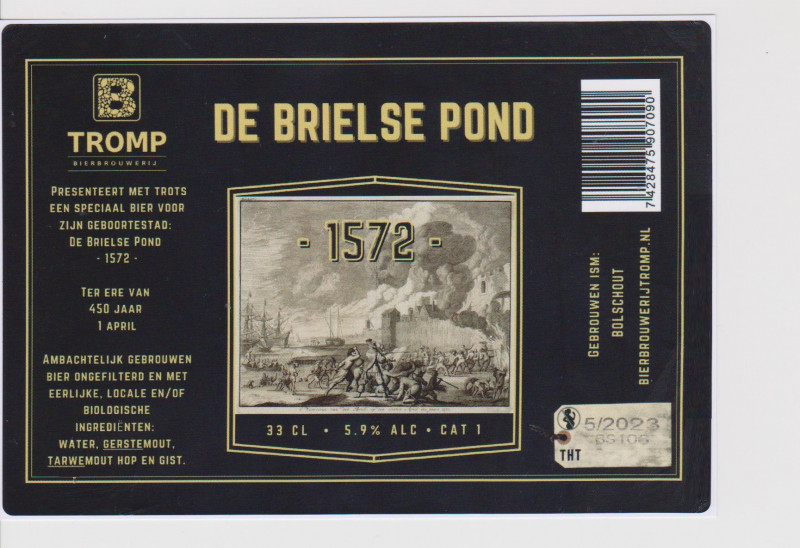 B
TROMP
BIERBROUWERIJ
PRESENTEERT MET TROTS
EEN SPECIAAL BIER VOOR
ZIJN GEBOORTESTAD:
DE BRIELSE POND
- 1572 -
TER ERE VAN
450 JAAR
1 APRIL
AMBACHTELIJK GEBROUWEN
BIER ONGEFILTERD EN MET
EERLIJKE, LOCALE EN/OF
BIOLOGISCHE
INGREDIËNTEN:
WATER, GERSTEMOUT,
TARWEMOUT HOP EN GIST.
DE BRIELSE POND
- 1572 -
33 CL • 5.9% ALC • CAT 1
7 428475 907090
GEBROUWEN ISM:
BOLSCHOUT
BIERBROUWERIJTROMP.NL
5/2023
THT